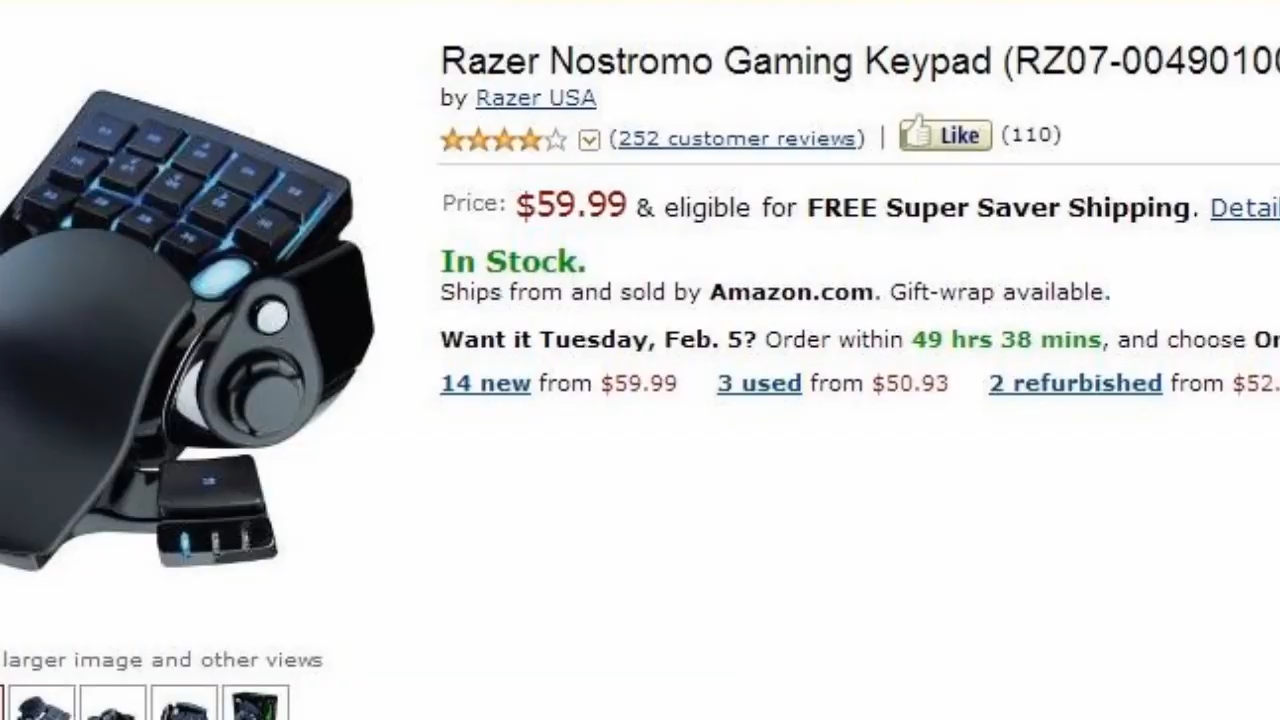 Razer Nostromo Gaming Keypad (RZ07-0049010
by Razer USA
(252 customer reviews) | Like (110)
Price: $59.99 & eligible for FREE Super Saver Shipping. Detai
In Stock.
Ships from and sold by Amazon.com. Gift-wrap available.
Want it Tuesday, Feb. 5? Order within 49 hrs 38 mins, and choose
14 new from $59.99 3 used from $50.93 2 refurbished from $52.
larger image and other views